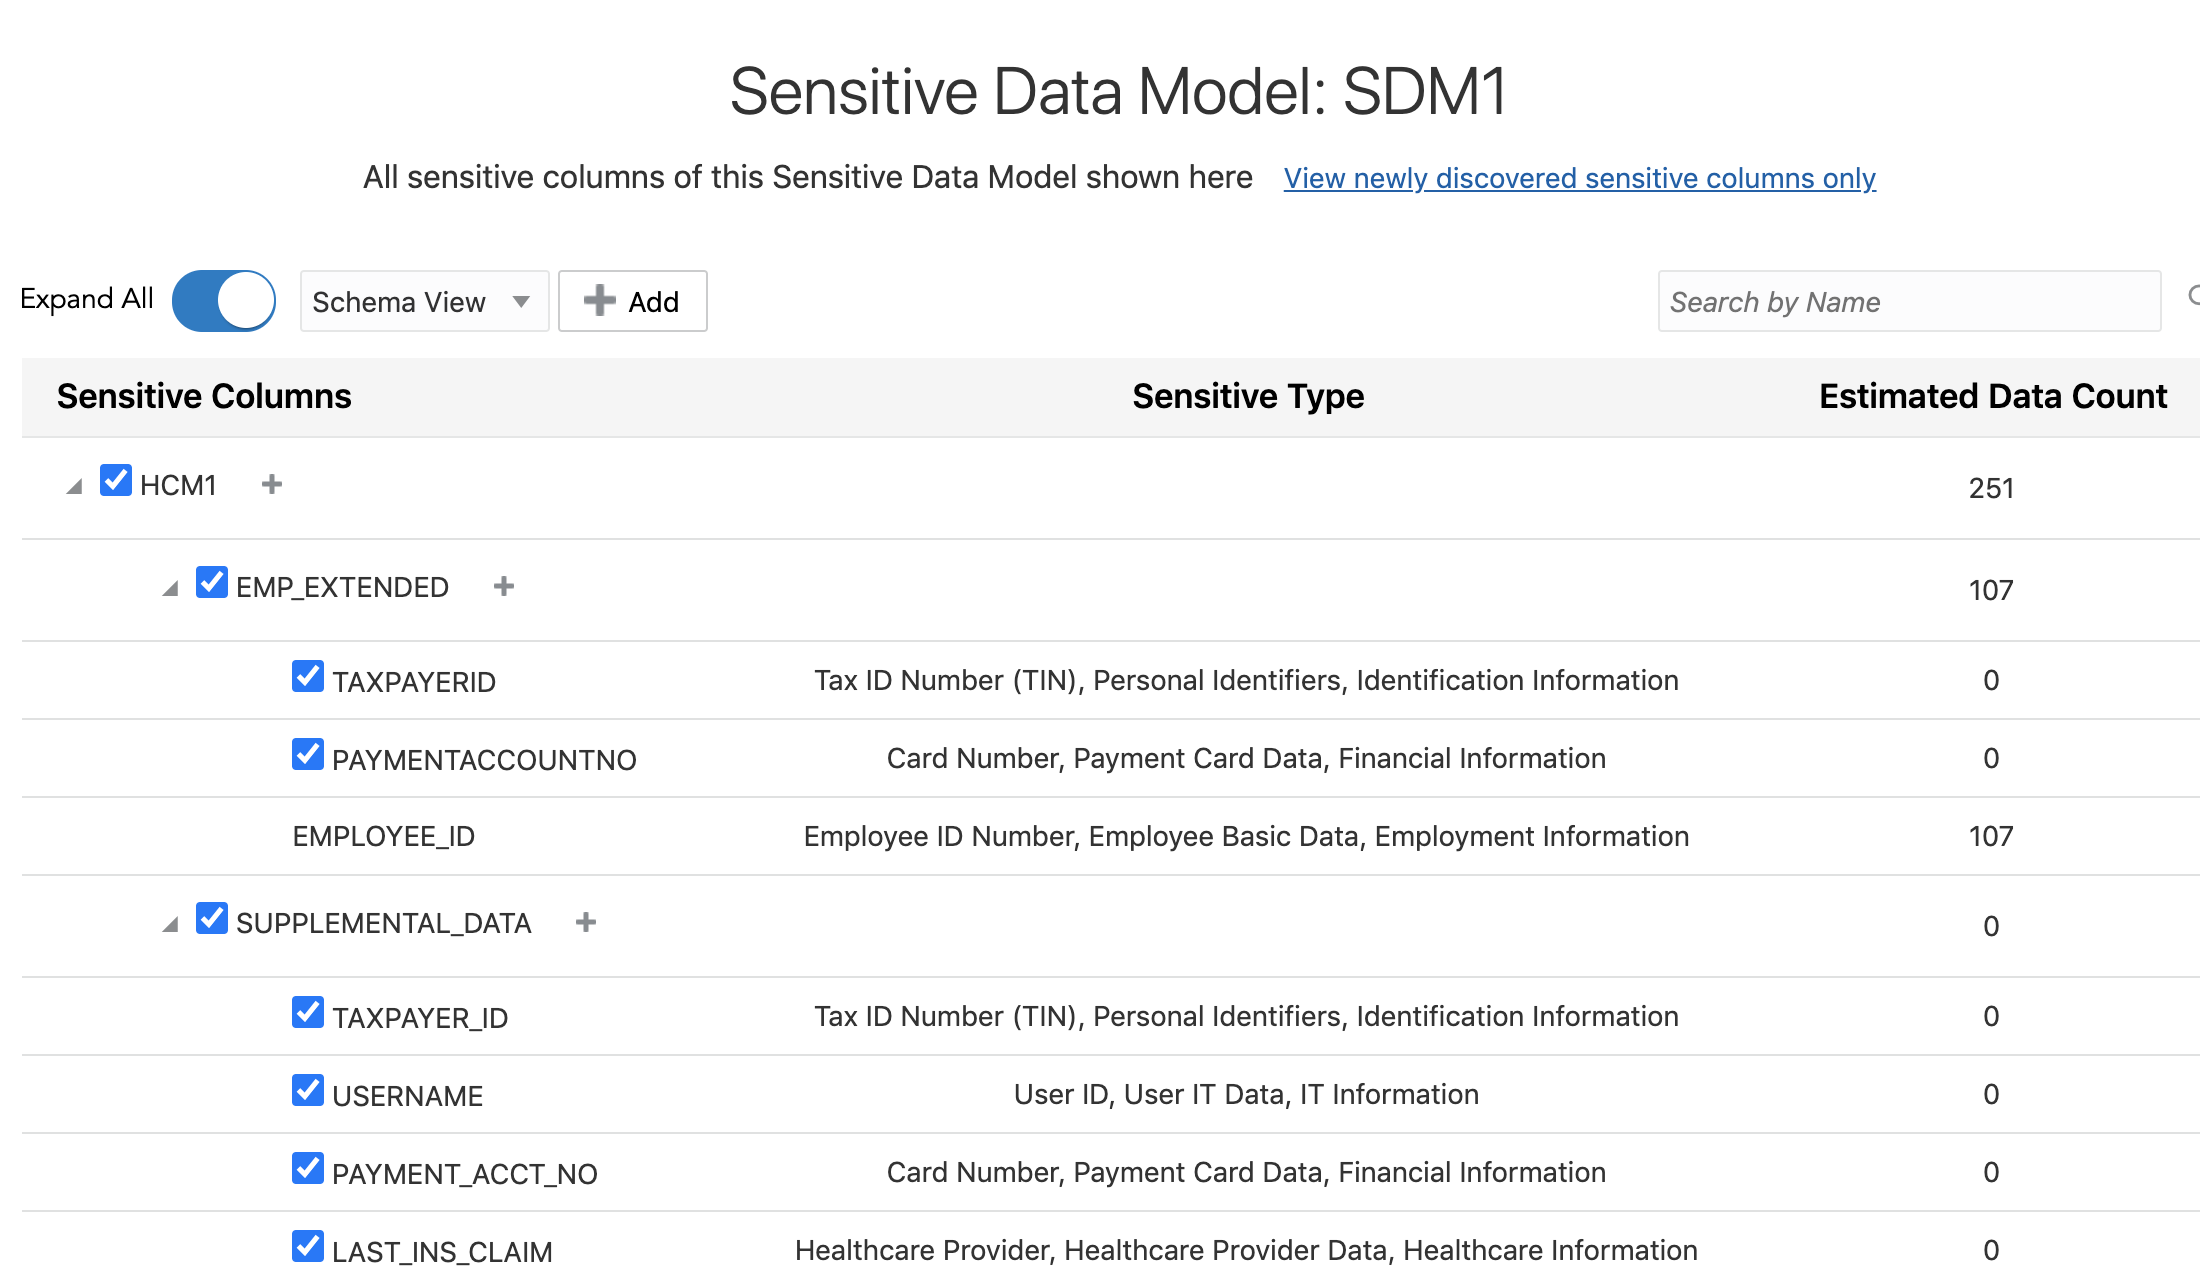 Sensitive Data Model: SDM1
All sensitive columns of this Sensitive Data Model shown here View newly discovered sensitive columns only
Expand All Schema View Add Search by Name
Sensitive Columns Sensitive Type Estimated Data Count
HCM1 251
EMP_EXTENDED 107
TAXPAYERID Tax ID Number (TIN), Personal Identifiers, Identification Information 0
PAYMENTACCOUNTNO Card Number, Payment Card Data, Financial Information 0
EMPLOYEE_ID Employee ID Number, Employee Basic Data, Employment Information 107
SUPPLEMENTAL_DATA 0
TAXPAYER_ID Tax ID Number (TIN), Personal Identifiers, Identification Information 0
USERNAME User ID, User IT Data, IT Information 0
PAYMENT_ACCT_NO Card Number, Payment Card Data, Financial Information 0
LAST_INS_CLAIM Healthcare Provider, Healthcare Provider Data, Healthcare Information 0